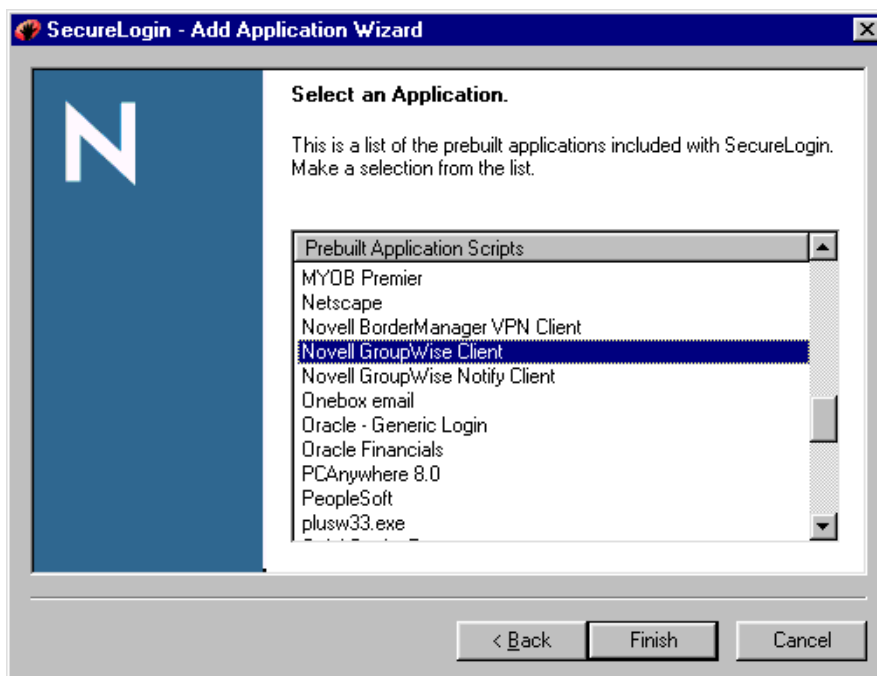 SecureLogin - Add Application Wizard
N
Select an Application.
This is a list of the prebuilt applications included with SecureLogin.
Make a selection from the list.
Prebuilt Application Scripts
MYOB Premier
Netscape
Novell BorderManager VPN Client
Novell GroupWise Client
Novell GroupWise Notify Client
Onebox email
Oracle - Generic Login
Oracle Financials
PCAnywhere 8.0
PeopleSoft
plusw33.exe
< Back
Finish
Cancel